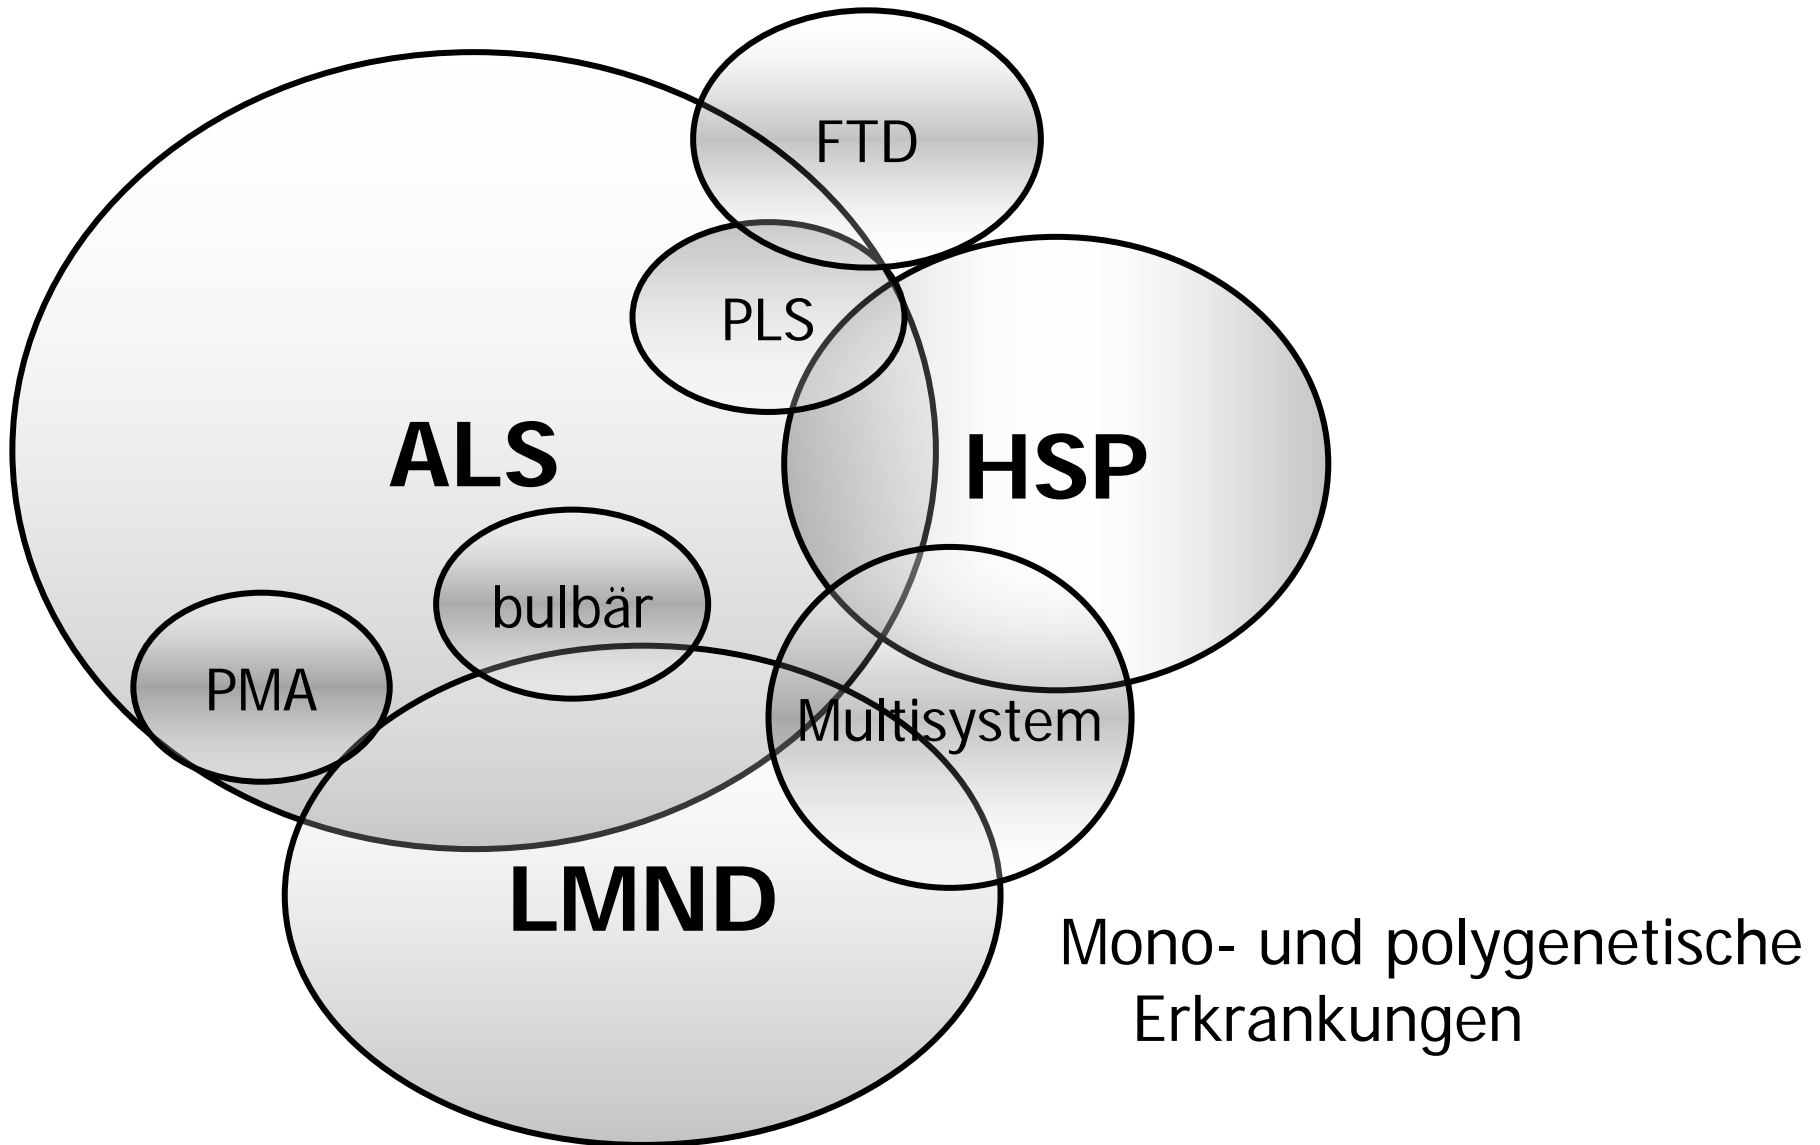 FTD
PLS
ALS
HSP
bulbär
PMA
Multisystem
LMND
Mono- und polygenetische
Erkrankungen